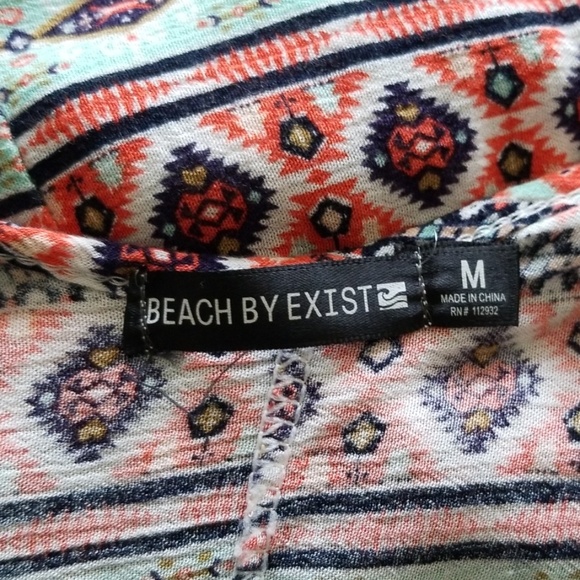 BEACH BY EXIST
M
MADE IN CHINA
RN# 112932